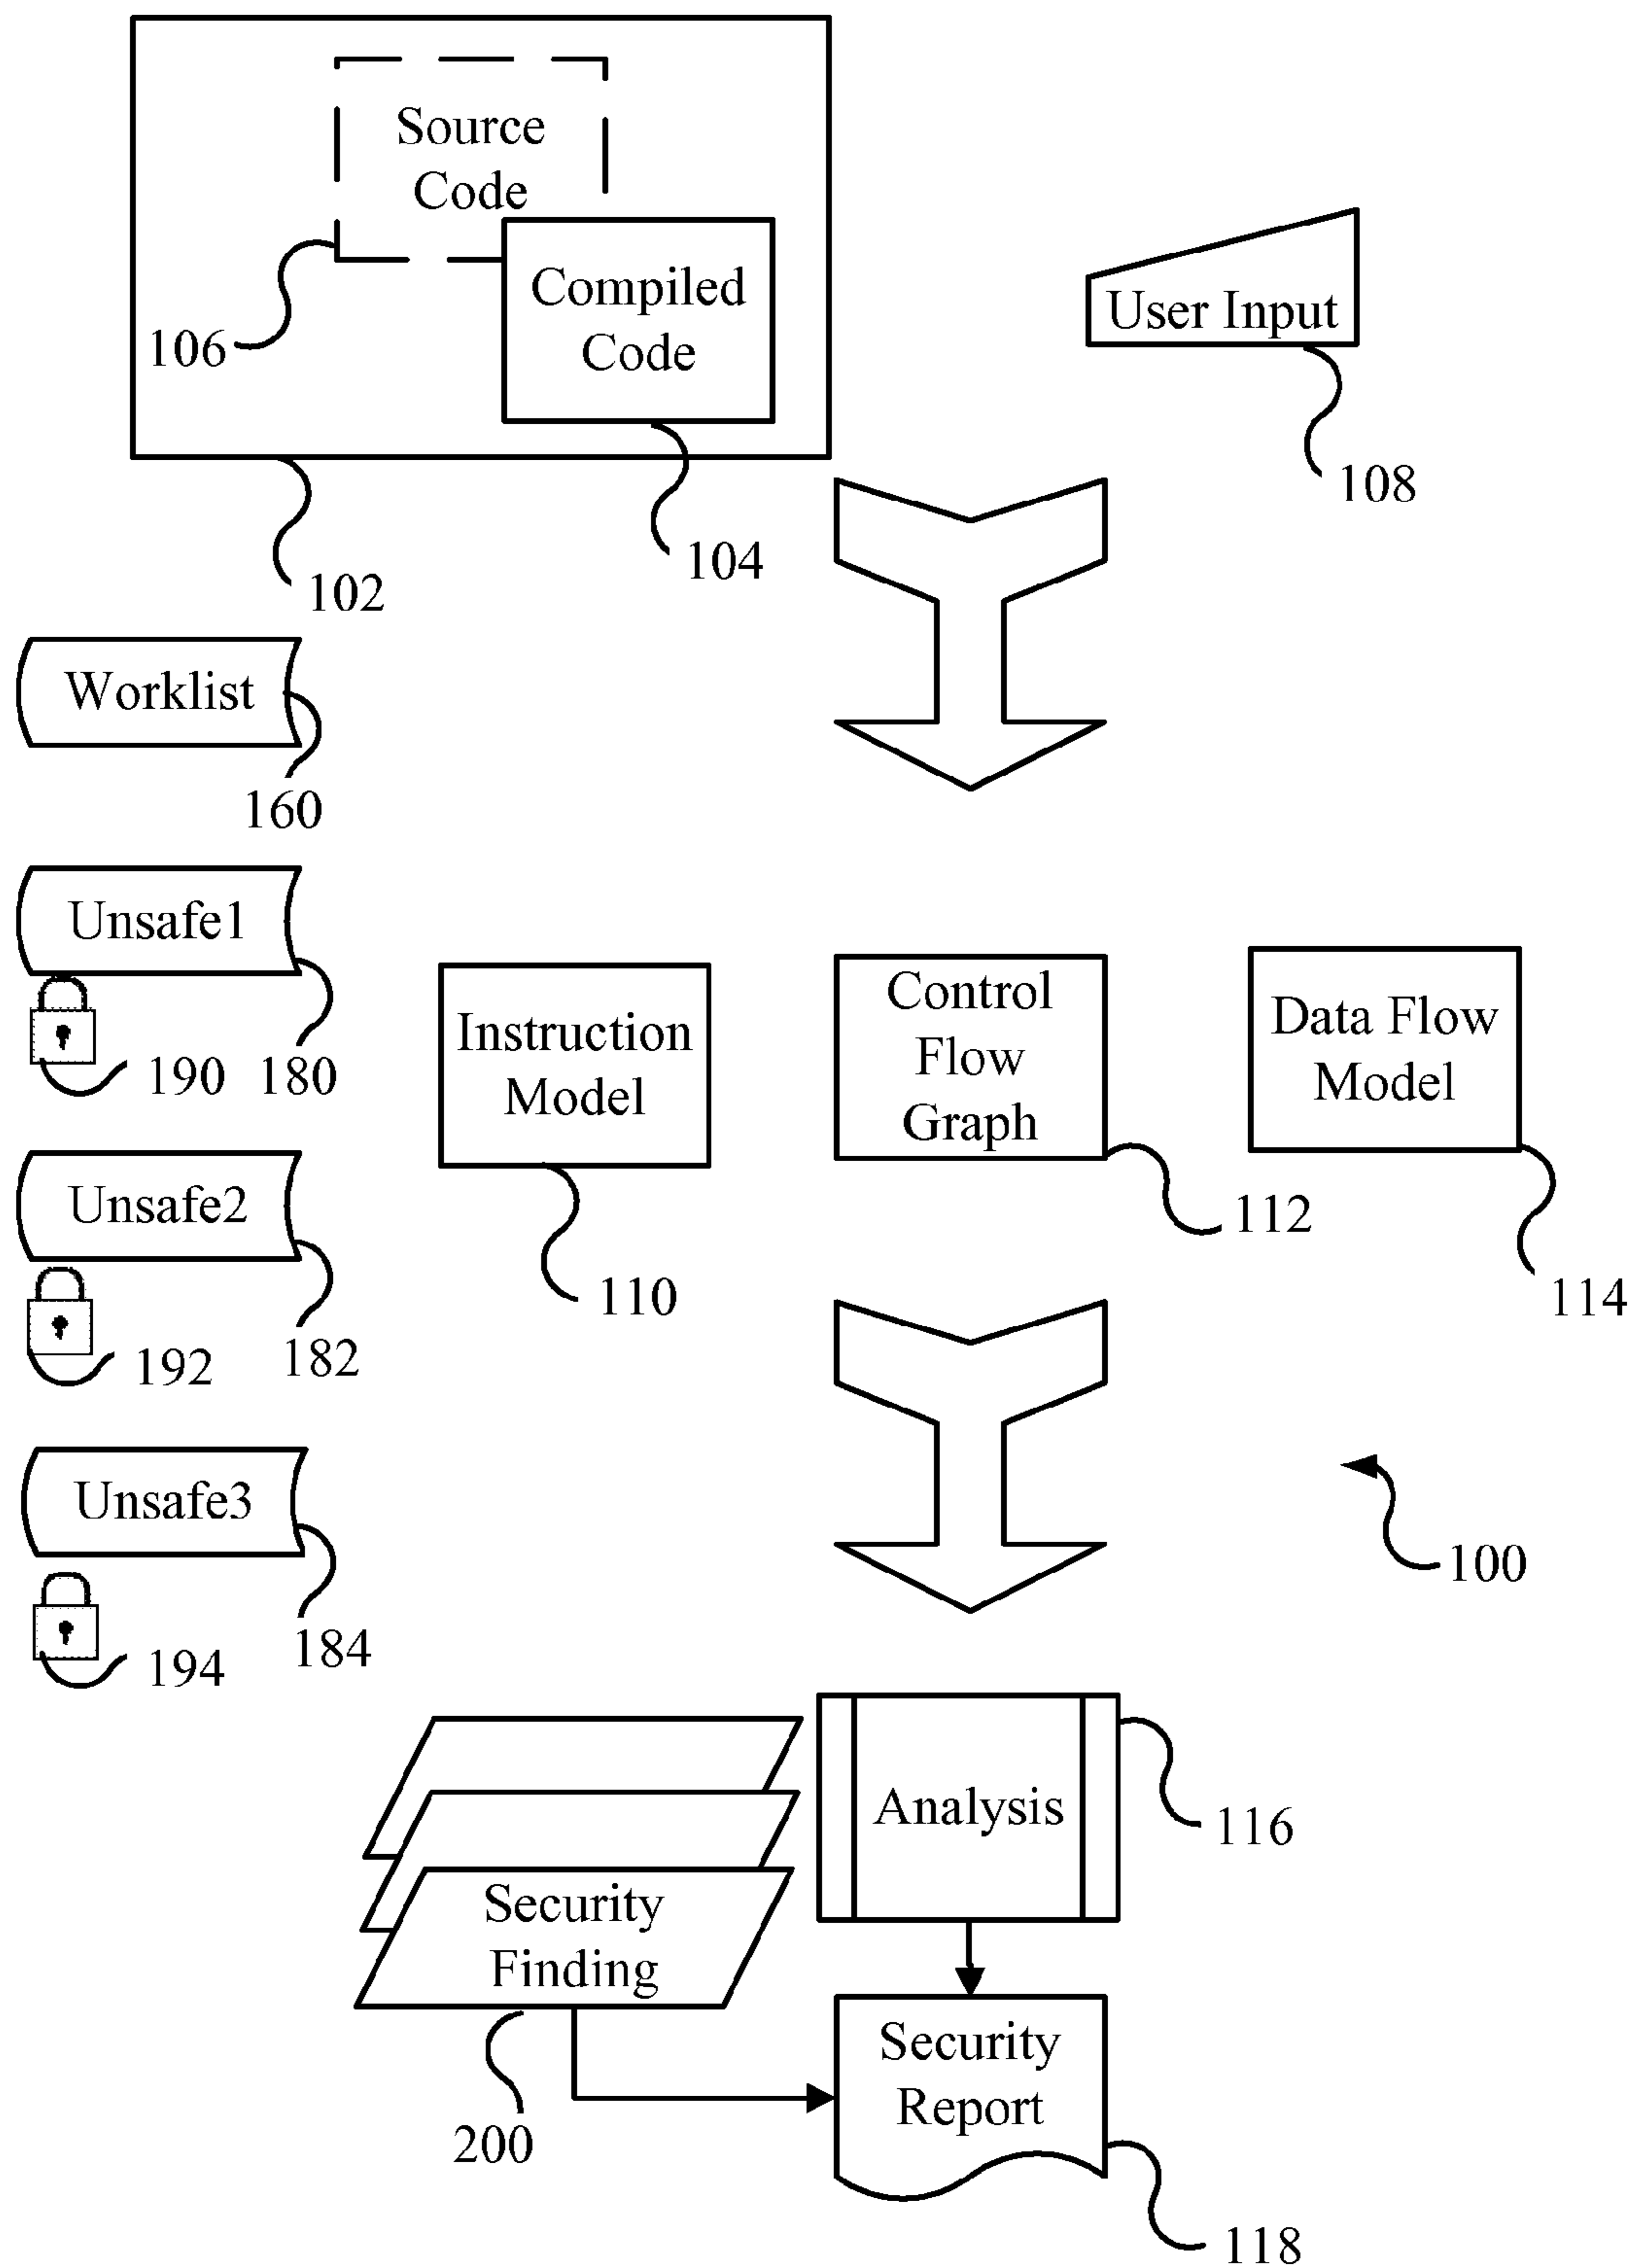 Source
Code
Compiled
Code
106
User Input
108
104
102
Worklist
160
Unsafe1
190
180
Instruction
Model
110
Control
Flow
Graph
112
Data Flow
Model
114
Unsafe2
192
182
Unsafe3
194
184
100
Analysis
116
Security
Finding
200
Security
Report
118